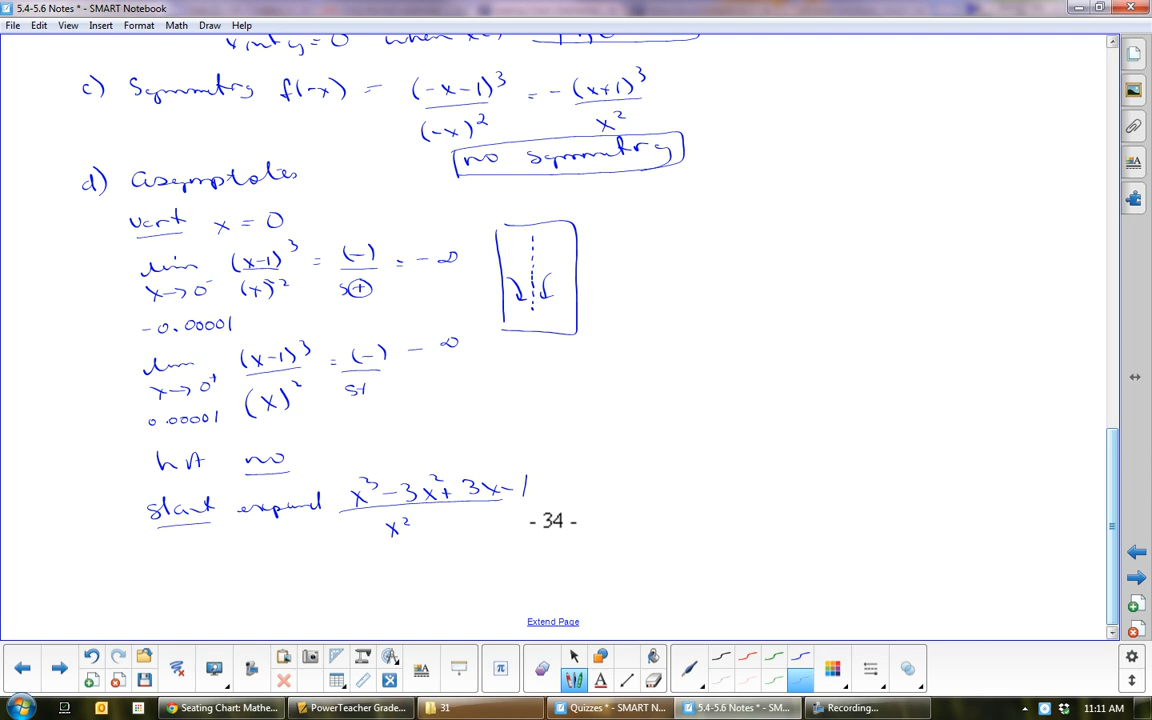 5.4-5.6 Notes * - SMART Notebook
File Edit View Insert Format Math Draw Help
x int y = 0 when
c) Symmetry f(-x) = (-x-1)³ / (-x)² = - (x+1)³ / x²
no symmetry
d) asymptotes
vert x = 0
lim x→0⁻ (x-1)³ / (x)² = (-) / s(+) = -∞
-0.00001
lim x→0⁺ (x-1)³ / (x)² = (-) / s+ -∞
0.00001
hA no
slant expand x³ - 3x² + 3x - 1 / x²
- 34 -
Extend Page
Seating Chart: Mathe...
PowerTeacher Grade...
31
Quizzes * - SMART N...
5.4-5.6 Notes * - SM...
Recording...
11:11 AM